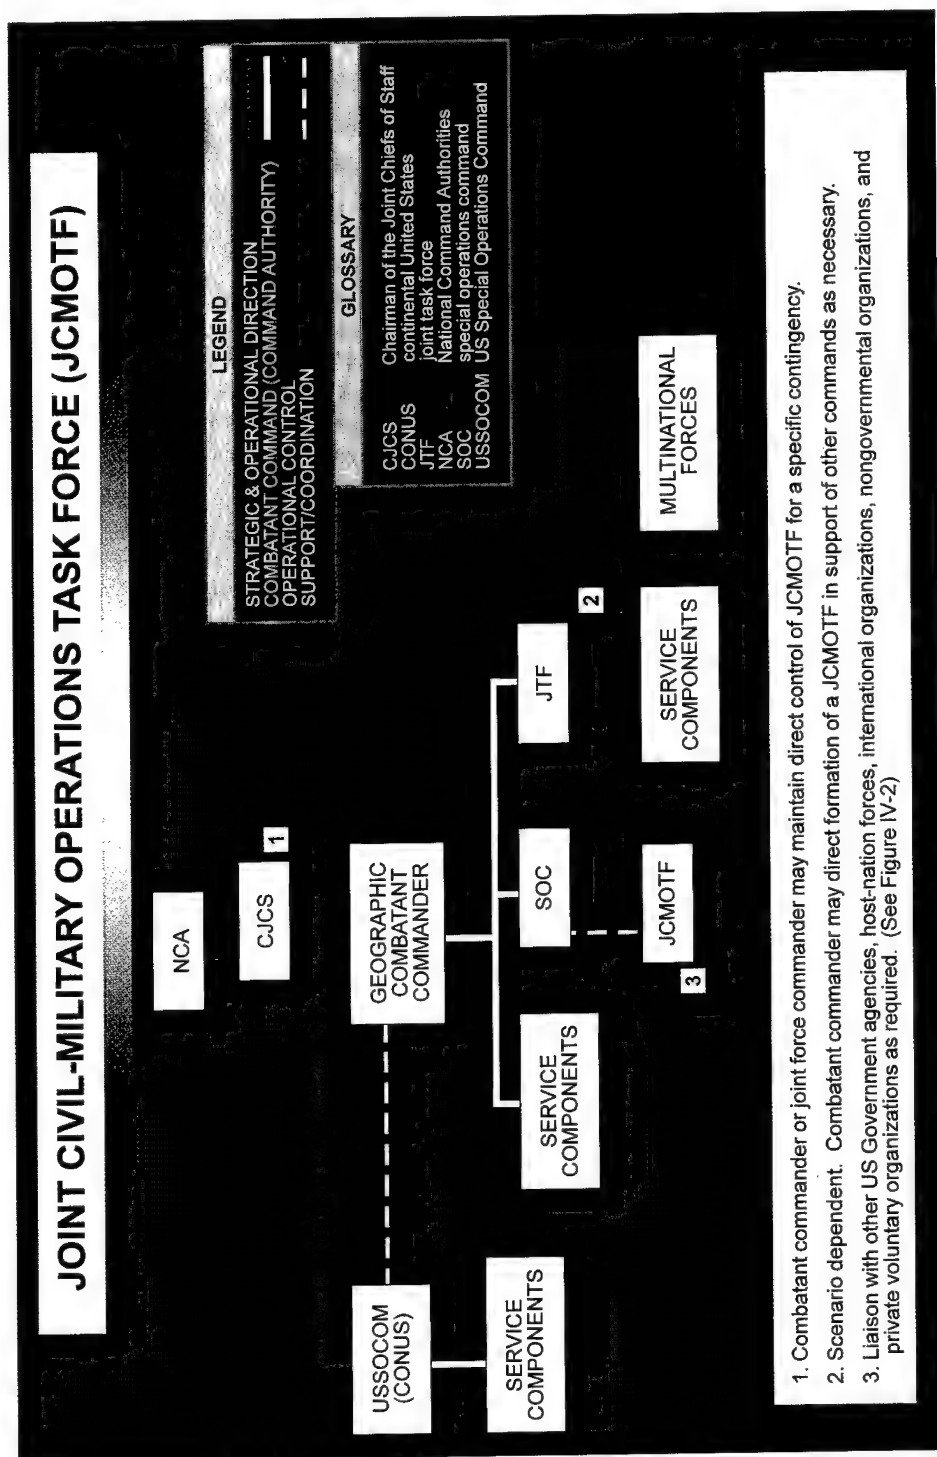 JOINT CIVIL-MILITARY OPERATIONS TASK FORCE (JCMOTF)
LEGEND
STRATEGIC & OPERATIONAL DIRECTION
COMBATANT COMMAND (COMMAND AUTHORITY)
OPERATIONAL CONTROL
SUPPORT/COORDINATION
GLOSSARY
CJCS Chairman of the Joint Chiefs of Staff
CONUS continental United States
JTF joint task force
NCA National Command Authorities
SOC special operations command
USSOCOM US Special Operations Command
NCA
CJCS
1
USSOCOM
(CONUS)
GEOGRAPHIC
COMBATANT
COMMANDER
SERVICE
COMPONENTS
SERVICE
COMPONENTS
SOC
JTF
2
3
JCMOTF
SERVICE
COMPONENTS
MULTINATIONAL
FORCES
1. Combatant commander or joint force commander may maintain direct control of JCMOTF for a specific contingency.
2. Scenario dependent. Combatant commander may direct formation of a JCMOTF in support of other commands as necessary.
3. Liaison with other US Government agencies, host-nation forces, international organizations, nongovernmental organizations, and
private voluntary organizations as required. (See Figure IV-2)